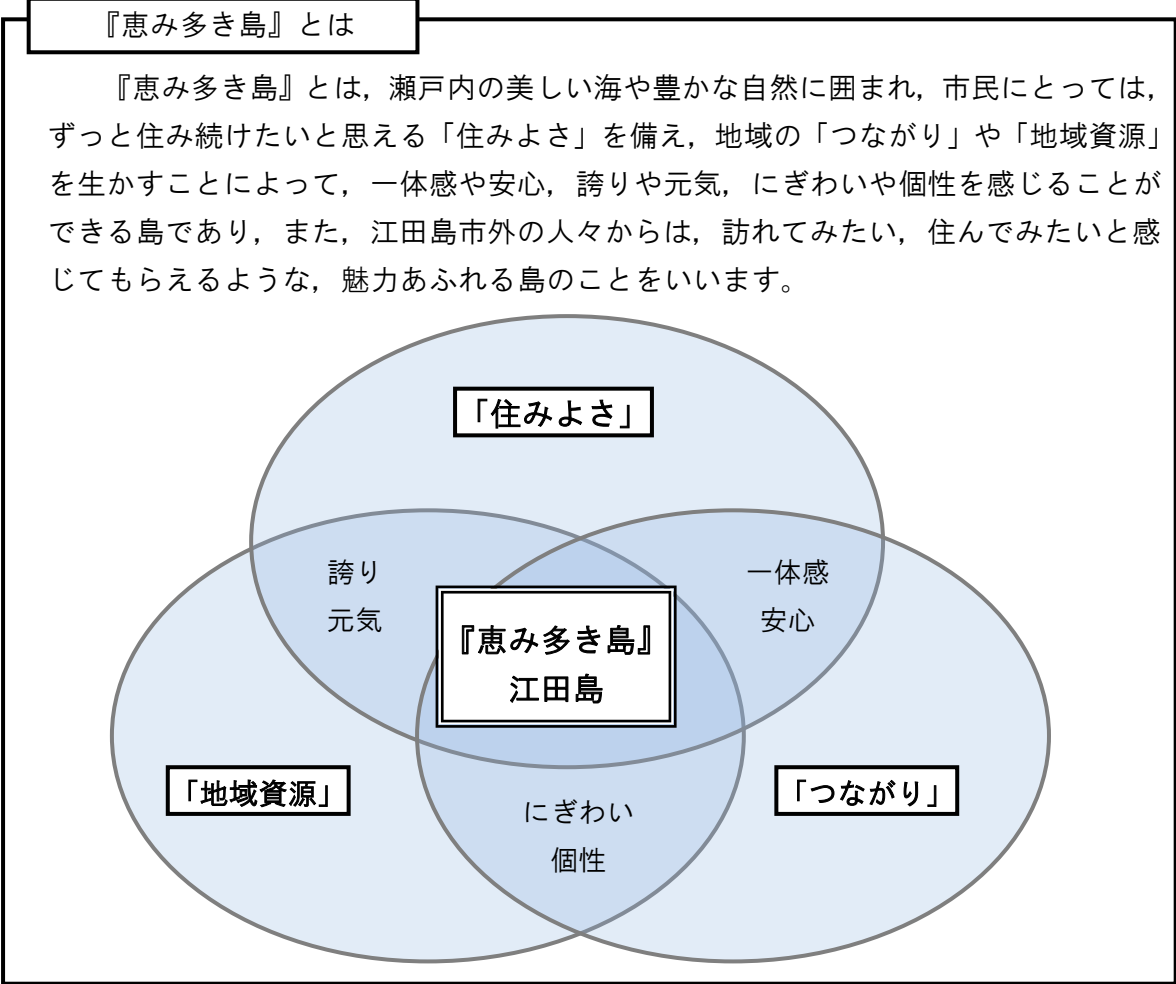 『恵み多き島』とは
『恵み多き島』とは，瀬戸内の美しい海や豊かな自然に囲まれ，市民にとっては，
ずっと住み続けたいと思える「住みよさ」を備え，地域の「つながり」や「地域資源」
を生かすことによって，一体感や安心，誇りや元気，にぎわいや個性を感じることが
できる島であり，また，江田島市外の人々からは，訪れてみたい，住んでみたいと感
じてもらえるような，魅力あふれる島のことをいいます。
「住みよさ」
誇り
元気
一体感
安心
『恵み多き島』
江田島
「地域資源」
にぎわい
個性
「つながり」